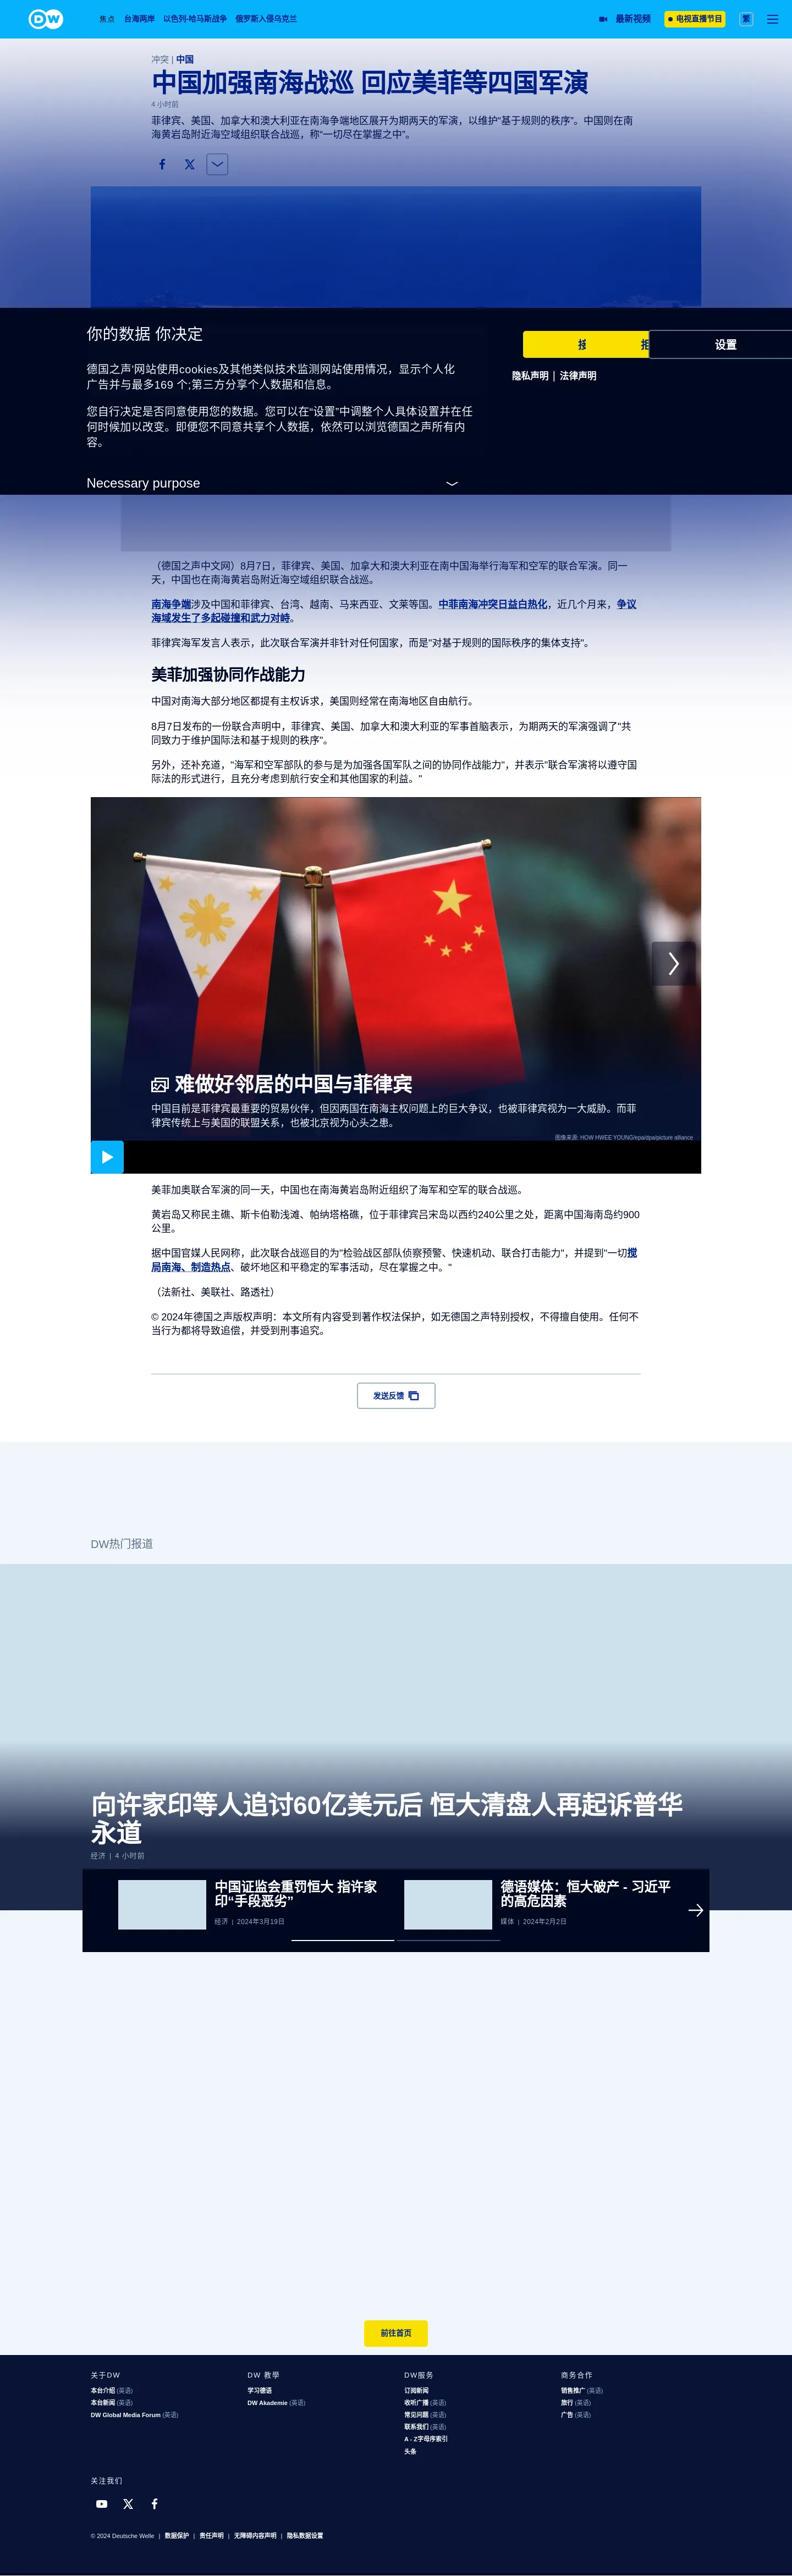 DW
焦点
台海两岸
以色列-哈马斯战争
俄罗斯入侵乌克兰
最新视频
电视直播节目
繁
冲突 | 中国
中国加强南海战巡 回应美菲等四国军演
4 小时前
菲律宾、美国、加拿大和澳大利亚在南海争端地区展开为期两天的军演，以维护“基于规则的秩序”。中国则在南
海黄岩岛附近海空域组织联合战巡，称“一切尽在掌握之中”。
你的数据 你决定
设置
隐私声明 | 法律声明
德国之声'网站使用cookies及其他类似技术监测网站使用情况，显示个人化
广告并与最多169 个;第三方分享个人数据和信息。
您自行决定是否同意使用您的数据。您可以在“设置”中调整个人具体设置并在任
何时候加以改变。即便您不同意共享个人数据，依然可以浏览德国之声所有内
容。
Necessary purpose
（德国之声中文网）8月7日，菲律宾、美国、加拿大和澳大利亚在南中国海举行海军和空军的联合军演。同一
天，中国也在南海黄岩岛附近海空域组织联合战巡。
南海争端涉及中国和菲律宾、台湾、越南、马来西亚、文莱等国。中菲南海冲突日益白热化，近几个月来，争议
海域发生了多起碰撞和武力对峙。
菲律宾海军发言人表示，此次联合军演并非针对任何国家，而是"对基于规则的国际秩序的集体支持"。
美菲加强协同作战能力
中国对南海大部分地区都提有主权诉求，美国则经常在南海地区自由航行。
8月7日发布的一份联合声明中，菲律宾、美国、加拿大和澳大利亚的军事首脑表示，为期两天的军演强调了"共
同致力于维护国际法和基于规则的秩序"。
另外，还补充道，"海军和空军部队的参与是为加强各国军队之间的协同作战能力"，并表示"联合军演将以遵守国
际法的形式进行，且充分考虑到航行安全和其他国家的利益。"
难做好邻居的中国与菲律宾
中国目前是菲律宾最重要的贸易伙伴，但因两国在南海主权问题上的巨大争议，也被菲律宾视为一大威胁。而菲
律宾传统上与美国的联盟关系，也被北京视为心头之患。
图像来源: HOW HWEE YOUNG/epa/dpa/picture alliance
美菲加奥联合军演的同一天，中国也在南海黄岩岛附近组织了海军和空军的联合战巡。
黄岩岛又称民主礁、斯卡伯勒浅滩、帕纳塔格礁，位于菲律宾吕宋岛以西约240公里之处，距离中国海南岛约900
公里。
据中国官媒人民网称，此次联合战巡目的为"检验战区部队侦察预警、快速机动、联合打击能力"，并提到"一切搅
局南海、制造热点、破坏地区和平稳定的军事活动，尽在掌握之中。"
（法新社、美联社、路透社）
© 2024年德国之声版权声明：本文所有内容受到著作权法保护，如无德国之声特别授权，不得擅自使用。任何不
当行为都将导致追偿，并受到刑事追究。
发送反馈
DW热门报道
向许家印等人追讨60亿美元后 恒大清盘人再起诉普华
永道
经济 | 4 小时前
中国证监会重罚恒大 指许家
印“手段恶劣”
经济 | 2024年3月19日
德语媒体：恒大破产 - 习近平
的高危因素
媒体 | 2024年2月2日
前往首页
关于DW
本台介绍 (英语)
本台新闻 (英语)
DW Global Media Forum (英语)
DW 教學
学习德语
DW Akademie (英语)
DW服务
订阅新闻
收听广播 (英语)
常见问题 (英语)
联系我们 (英语)
A - Z字母序索引
头条
商务合作
销售推广 (英语)
旅行 (英语)
广告 (英语)
关注我们
© 2024 Deutsche Welle | 数据保护 | 责任声明 | 无障碍内容声明 | 隐私数据设置